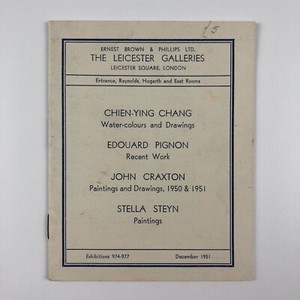 £5
ERNEST BROWN & PHILLIPS LTD.
THE LEICESTER GALLERIES
LEICESTER SQUARE, LONDON
Entrance, Reynolds, Hogarth and East Rooms
CHIEN-YING CHANG
Water-colours and Drawings
EDOUARD PIGNON
Recent Work
JOHN CRAXTON
Paintings and Drawings, 1950 & 1951
STELLA STEYN
Paintings
Exhibitions 974-977 December 1951